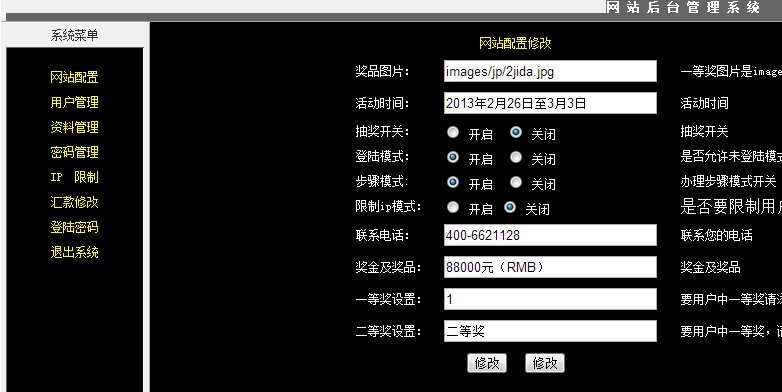 网站后台管理系统
系统菜单
网站配置
用户管理
资料管理
密码管理
IP 限制
汇款修改
登陆密码
退出系统
网站配置修改
奖品图片: images/jp/2jida.jpg 一等奖图片是image
活动时间: 2013年2月26日至3月3日 活动时间
抽奖开关: 开启 关闭 抽奖开关
登陆模式: 开启 关闭 是否允许未登陆模式
步骤模式: 开启 关闭 办理步骤模式开关
限制ip模式: 开启 关闭 是否要限制用户
联系电话: 400-6621128 联系您的电话
奖金及奖品: 88000元（RMB） 奖金及奖品
一等奖设置: 1 要用户中一等奖请
二等奖设置: 二等奖 要用户中一等奖，
修改 修改